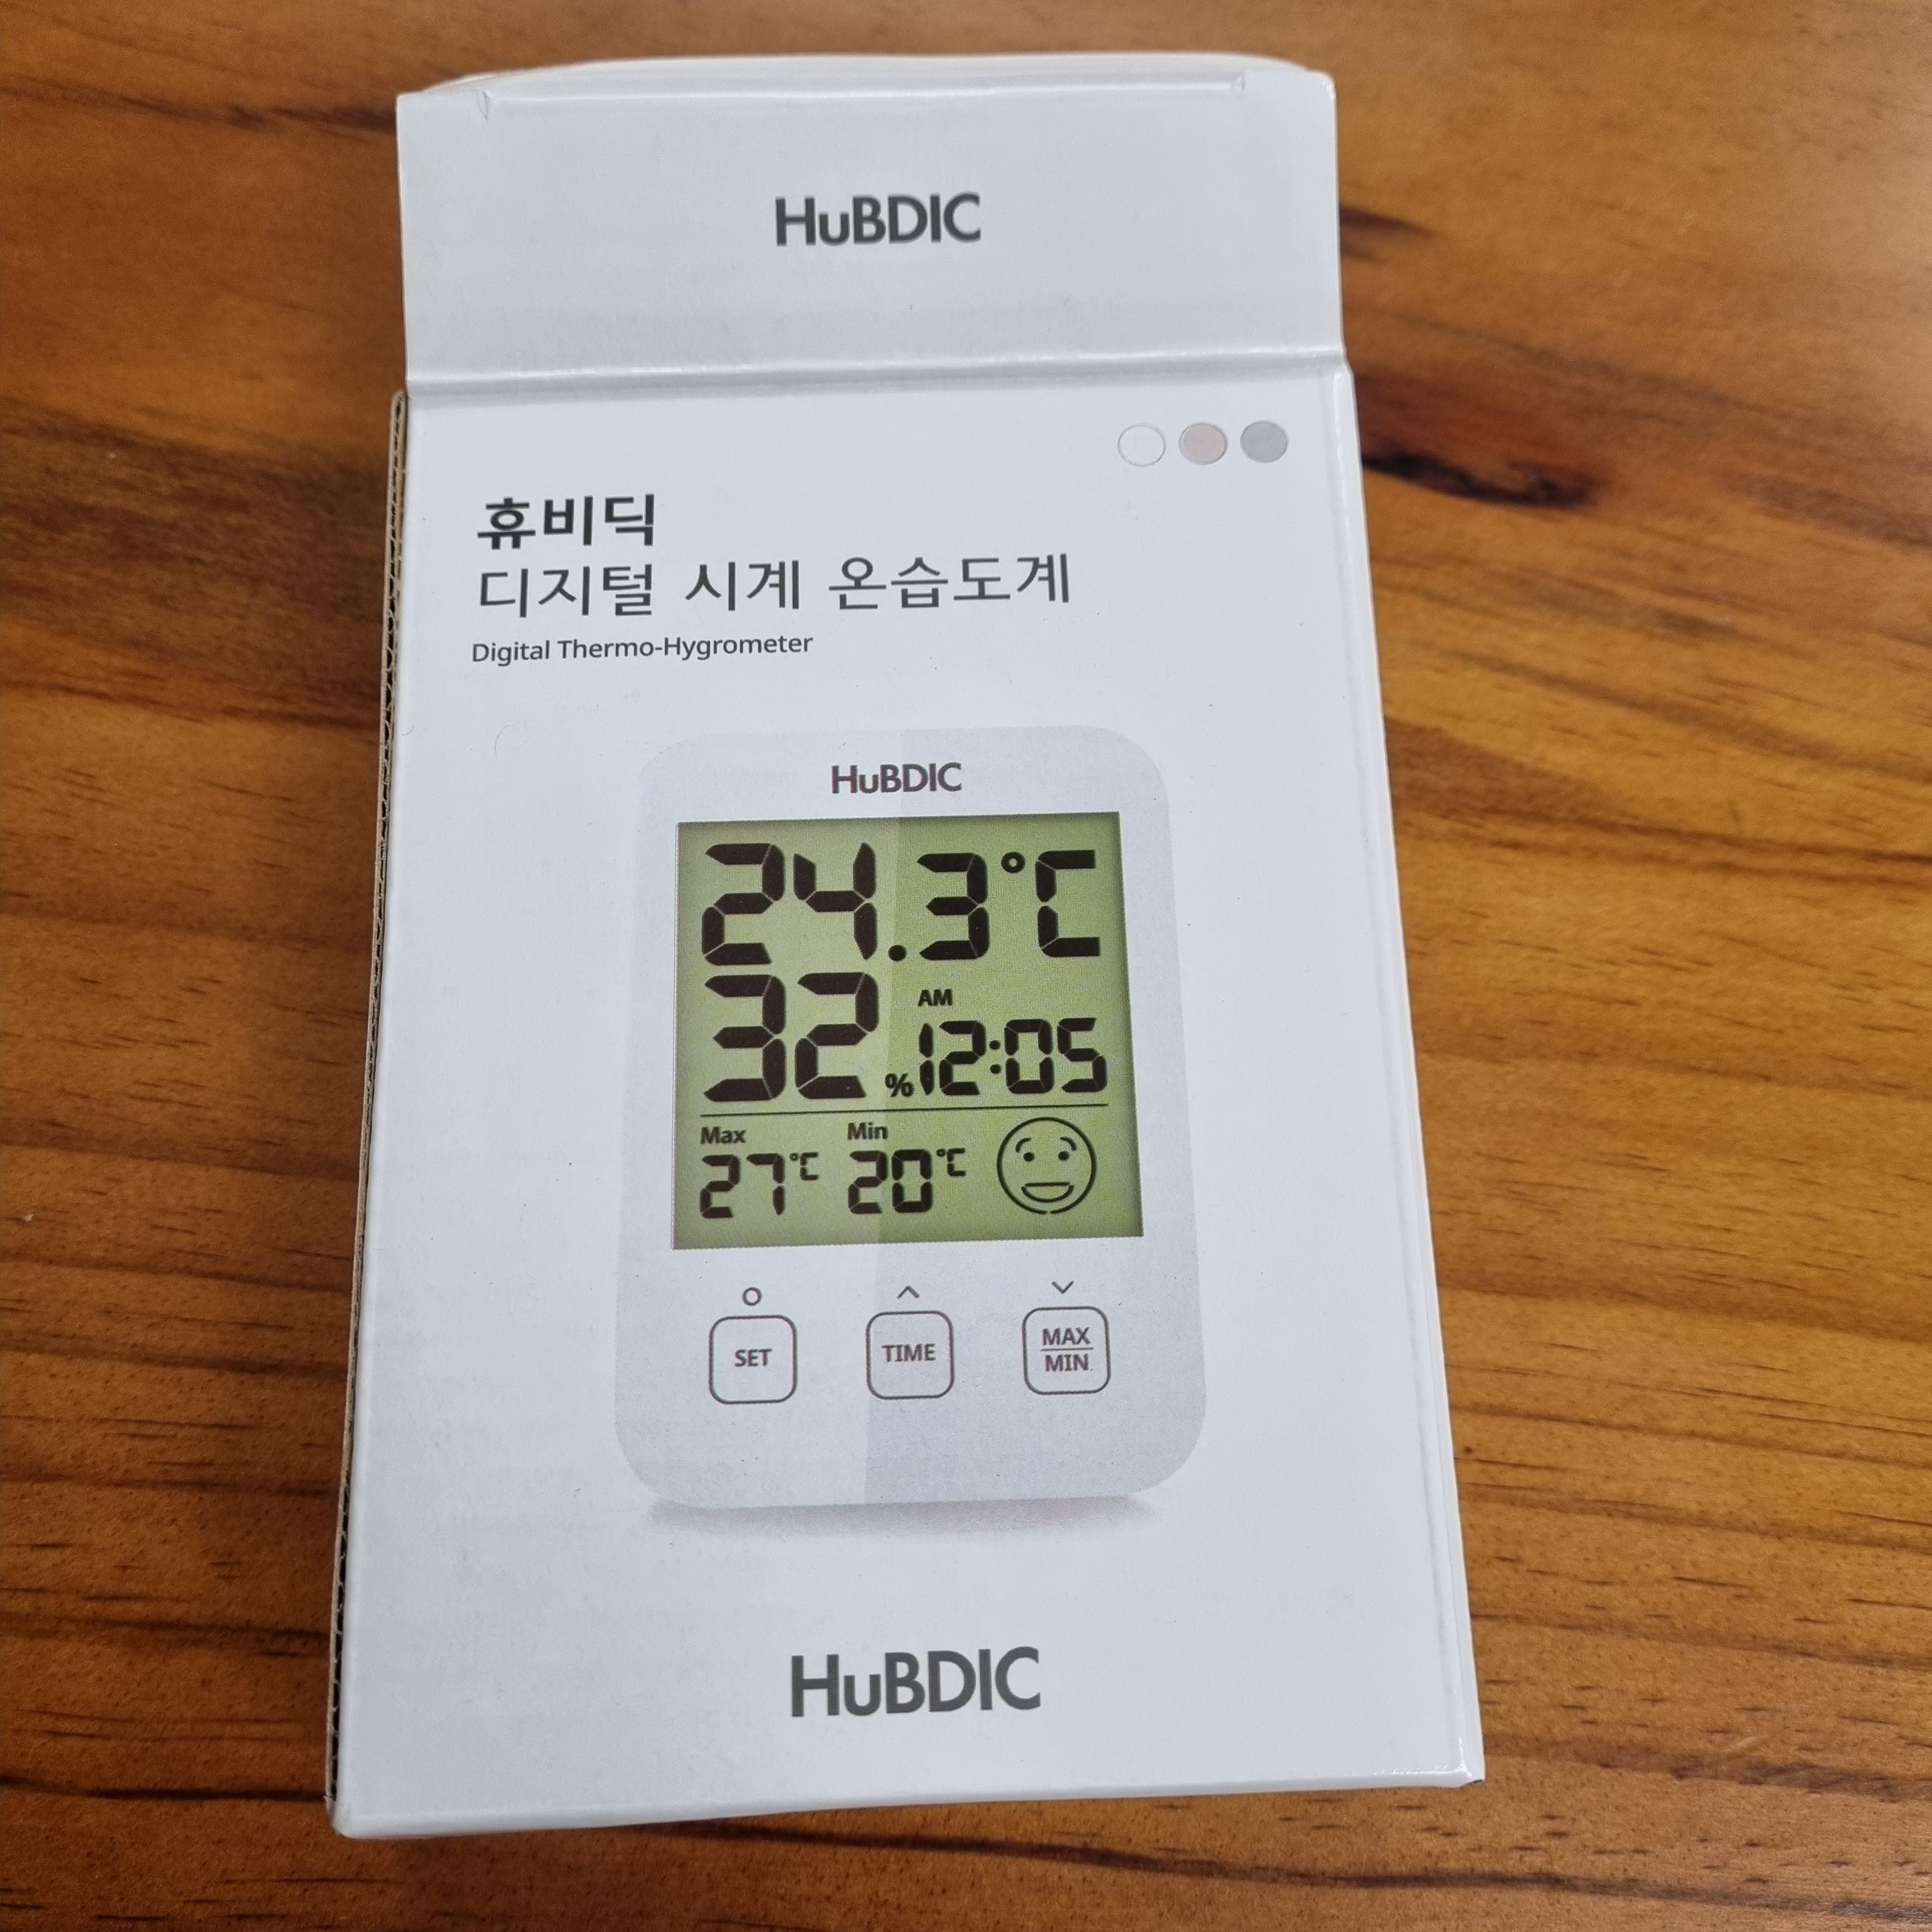 HuBDIC
휴비딕
디지털 시계 온습도계
Digital Thermo-Hygrometer
HuBDIC
24.3°C
32% AM 12:05
Max Min
27°C 20°C
SET TIME MAX
MIN
HuBDIC